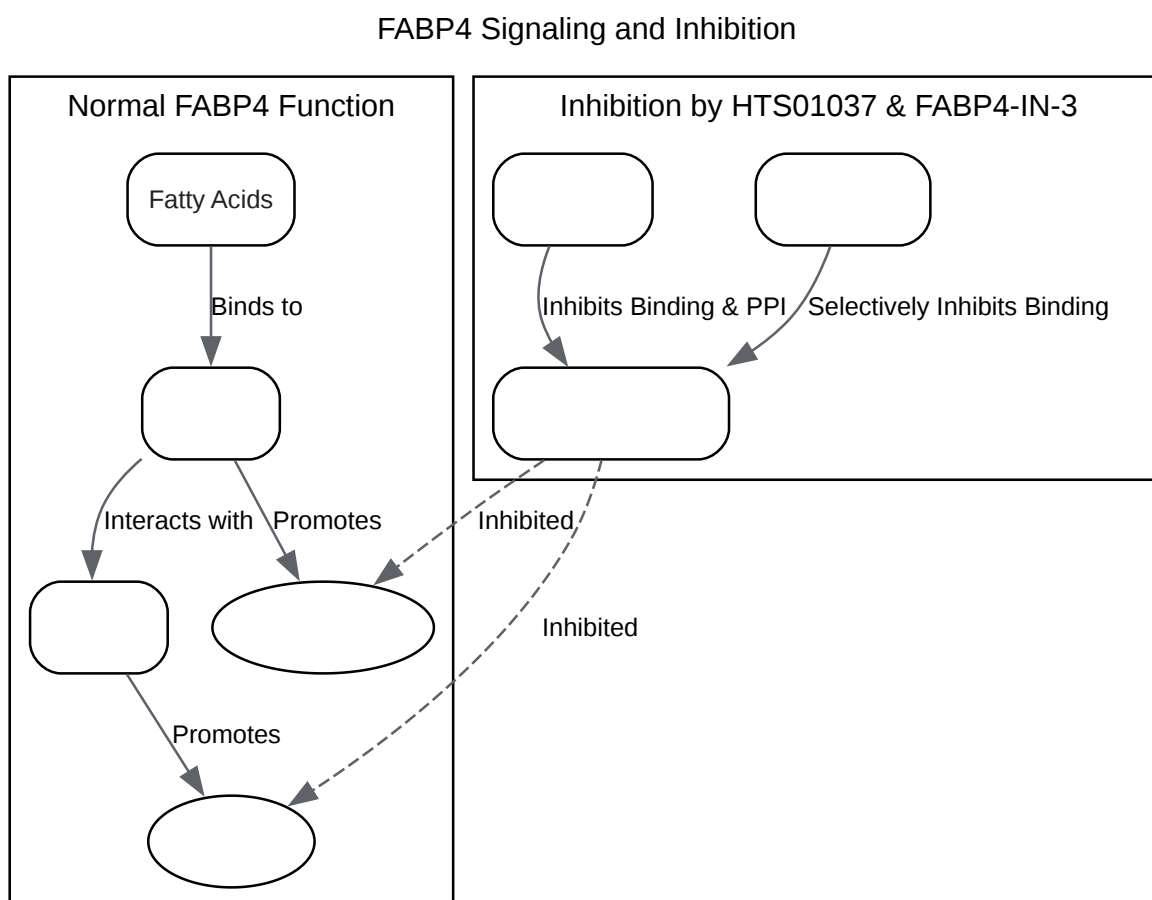 FABP4 Signaling and Inhibition
Normal FABP4 Function
Inhibition by HTS01037 & FABP4-IN-3
Fatty Acids
Binds to
Inhibits Binding & PPI
Selectively Inhibits Binding
Interacts with
Promotes
Inhibited
Inhibited
Promotes